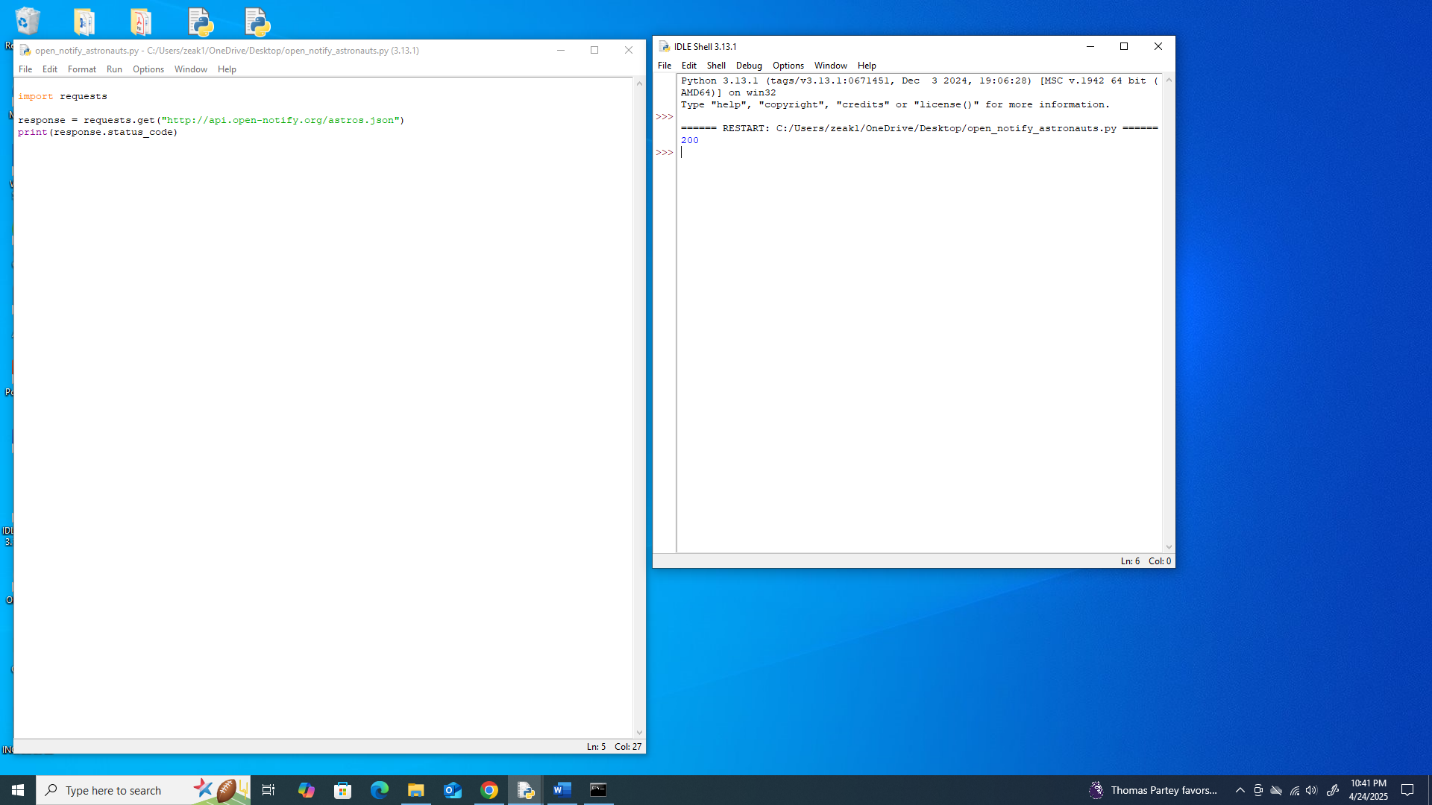 open_notify_astronauts.py - C:/Users/zeak1/OneDrive/Desktop/open_notify_astronauts.py (3.13.1)
File Edit Format Run Options Window Help
import requests
response = requests.get("http://api.open-notify.org/astros.json")
print(response.status_code)
Ln: 5 Col: 27
IDLE Shell 3.13.1
File Edit Shell Debug Options Window Help
Python 3.13.1 (tags/v3.13.1:0671451, Dec  3 2024, 19:06:28) [MSC v.1942 64 bit (
AMD64)] on win32
Type "help", "copyright", "credits" or "license()" for more information.
>>>
====== RESTART: C:/Users/zeak1/OneDrive/Desktop/open_notify_astronauts.py ======
200
>>>
Ln: 6 Col: 0
Type here to search
Thomas Partey favors...
10:41 PM
4/24/2025